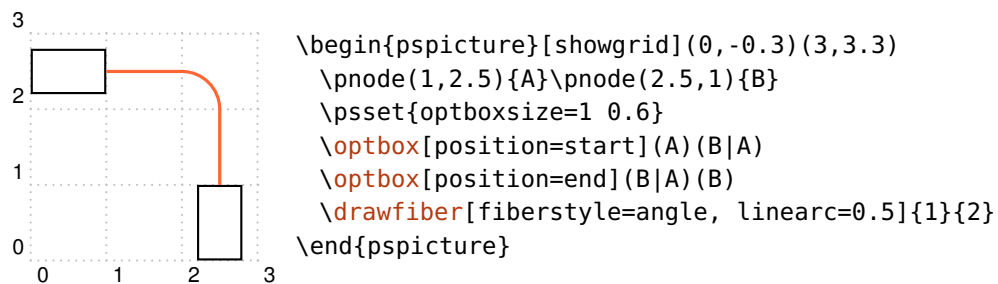 3
2
1
0
0 1 2 3
\begin{pspicture}[showgrid](0,-0.3)(3,3.3)
  \pnode(1,2.5){A}\pnode(2.5,1){B}
  \psset{optboxsize=1 0.6}
  \optbox[position=start](A)(B|A)
  \optbox[position=end](B|A)(B)
  \drawfiber[fiberstyle=angle, linearc=0.5]{1}{2}
\end{pspicture}